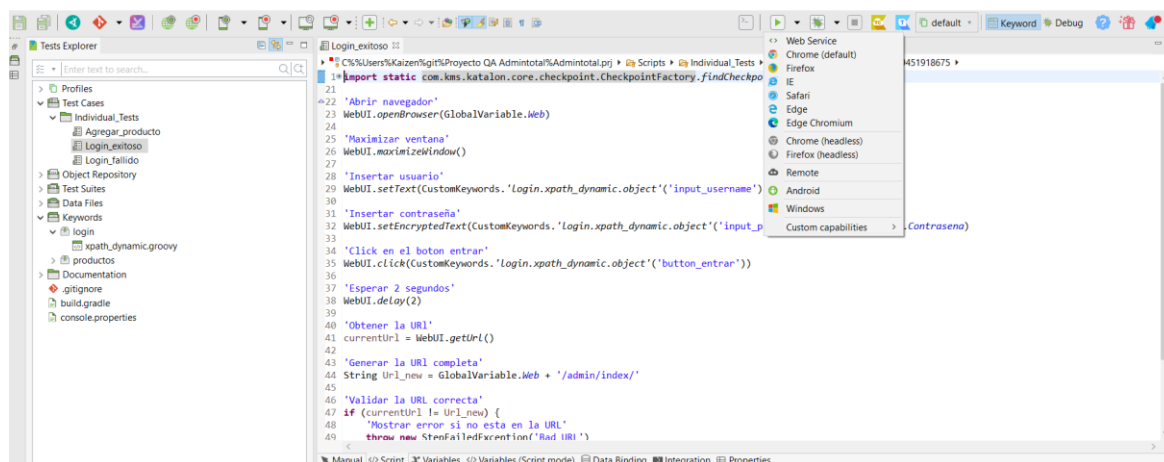 default
Keyword
Debug
Tests Explorer
Login_exitoso
Enter text to search...
Profiles
Test Cases
Individual_Tests
Agregar_producto
Login_exitoso
Login_fallido
Object Repository
Test Suites
Data Files
Keywords
login
xpath_dynamic.groovy
productos
Documentation
.gitignore
build.gradle
console.properties
C%%Users%Kaizen%git%Proyecto QA Admintotal%Admintotal.prj Scripts Individual_Tests 451918675
1 import static com.kms.katalon.core.checkpoint.CheckpointFactory.findCheckpo
21
22 'Abrir navegador'
23 WebUI.openBrowser(GlobalVariable.Web)
24
25 'Maximizar ventana'
26 WebUI.maximizeWindow()
27
28 'Insertar usuario'
29 WebUI.setText(CustomKeywords.'login.xpath_dynamic.object'('input_username')
30
31 'Insertar contraseña'
32 WebUI.setEncryptedText(CustomKeywords.'login.xpath_dynamic.object'('input_p .Contrasena)
33
34 'Click en el boton entrar'
35 WebUI.click(CustomKeywords.'login.xpath_dynamic.object'('button_entrar'))
36
37 'Esperar 2 segundos'
38 WebUI.delay(2)
39
40 'Obtener la URl'
41 currentUrl = WebUI.getUrl()
42
43 'Generar la URl completa'
44 String Url_new = GlobalVariable.Web + '/admin/index/'
45
46 'Validar la URL correcta'
47 if (currentUrl != Url_new) {
48 'Mostrar error si no esta en la URL'
49 throw new StepFailedException('Bad URL')
Web Service
Chrome (default)
Firefox
IE
Safari
Edge
Edge Chromium
Chrome (headless)
Firefox (headless)
Remote
Android
Windows
Custom capabilities
Manual Script Variables Variables (Script mode) Data Binding Integration Properties